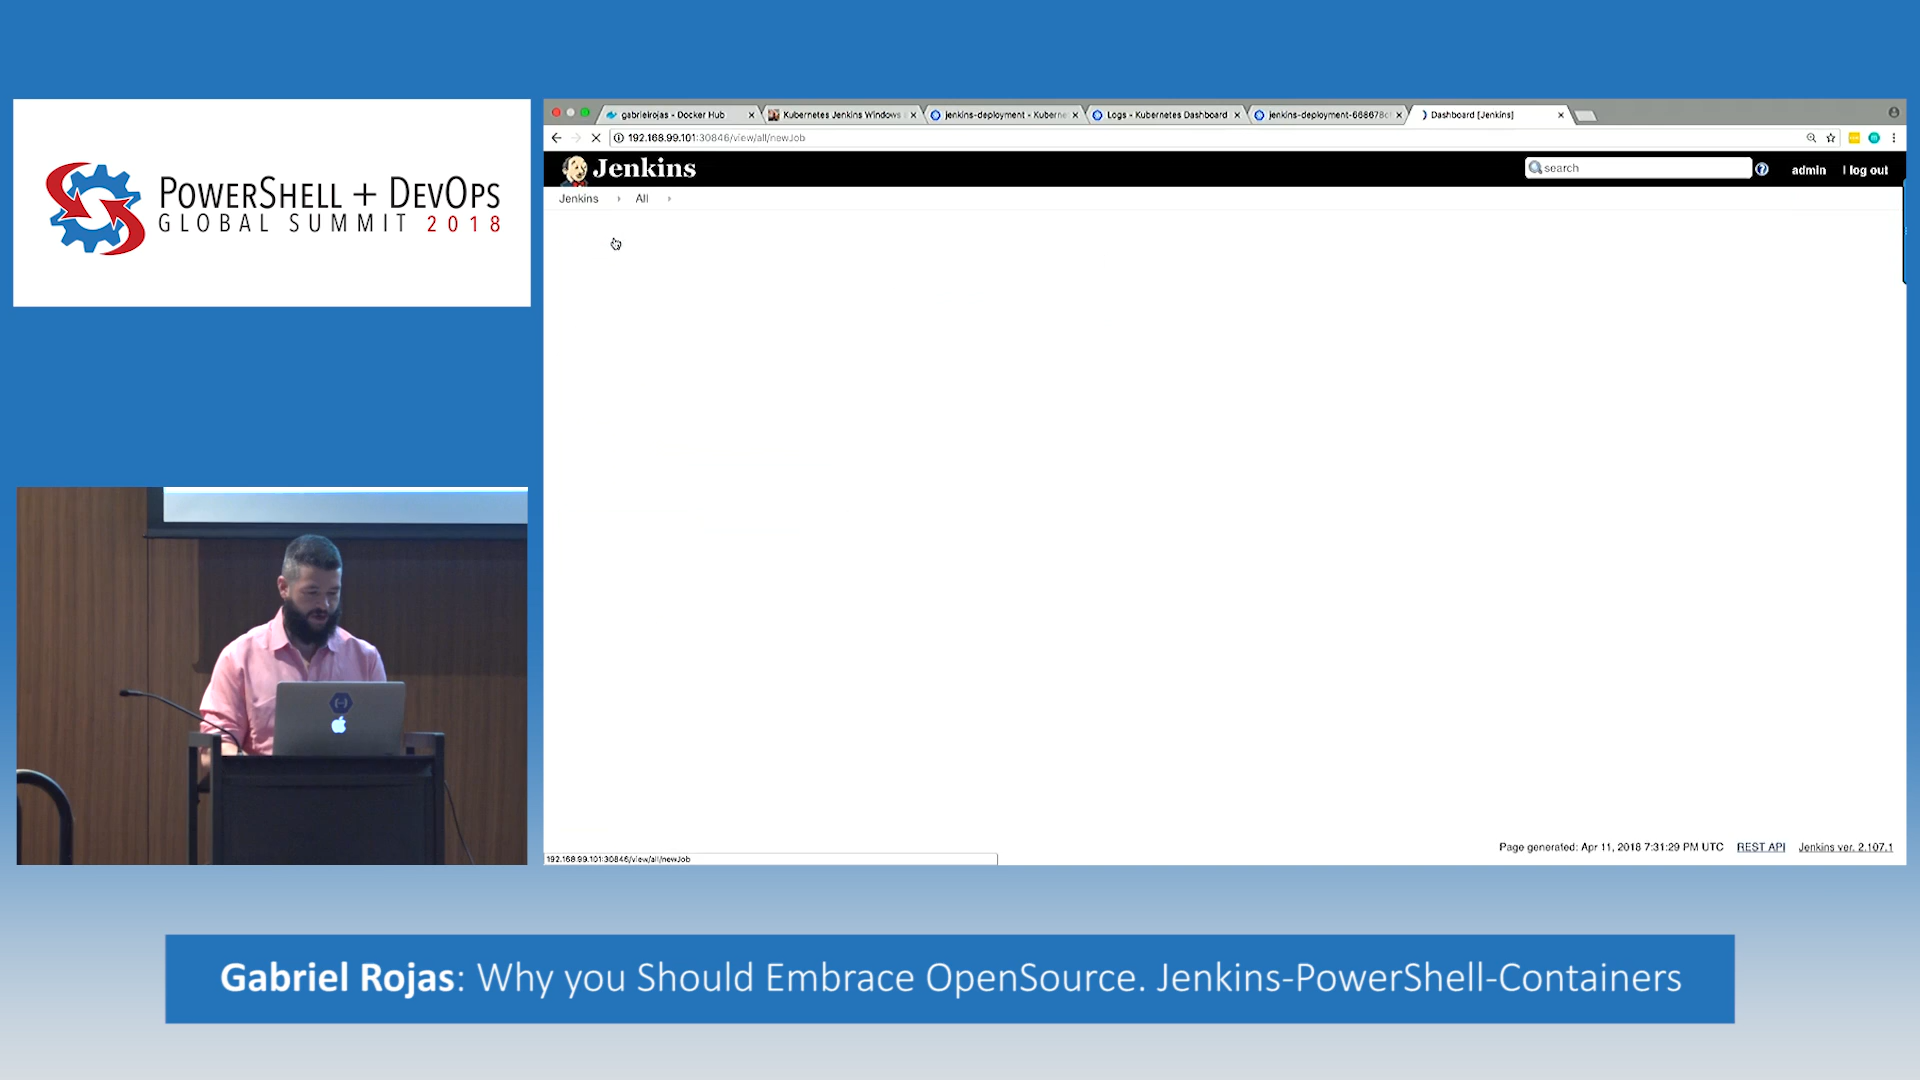 POWERSHELL + DEVOPS
GLOBAL SUMMIT 2018
gabrielrojas - Docker Hub
Kubernetes Jenkins Windows
jenkins-deployment - Kuberne
Logs - Kubernetes Dashboard
jenkins-deployment-668678c
Dashboard [Jenkins]
192.168.99.101:30846/view/all/newJob
Jenkins
search
admin
| log out
Jenkins
All
192.168.99.101:30846/view/all/newJob
Page generated: Apr 11, 2018 7:31:29 PM UTC
REST API
Jenkins ver. 2.107.1
Gabriel Rojas: Why you Should Embrace OpenSource. Jenkins-PowerShell-Containers